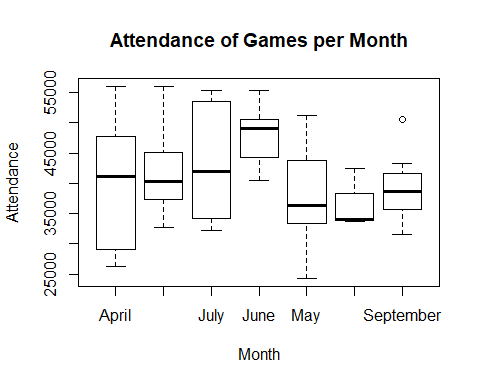 Attendance of Games per Month
Attendance
55000
45000
35000
25000
April July June May September
Month